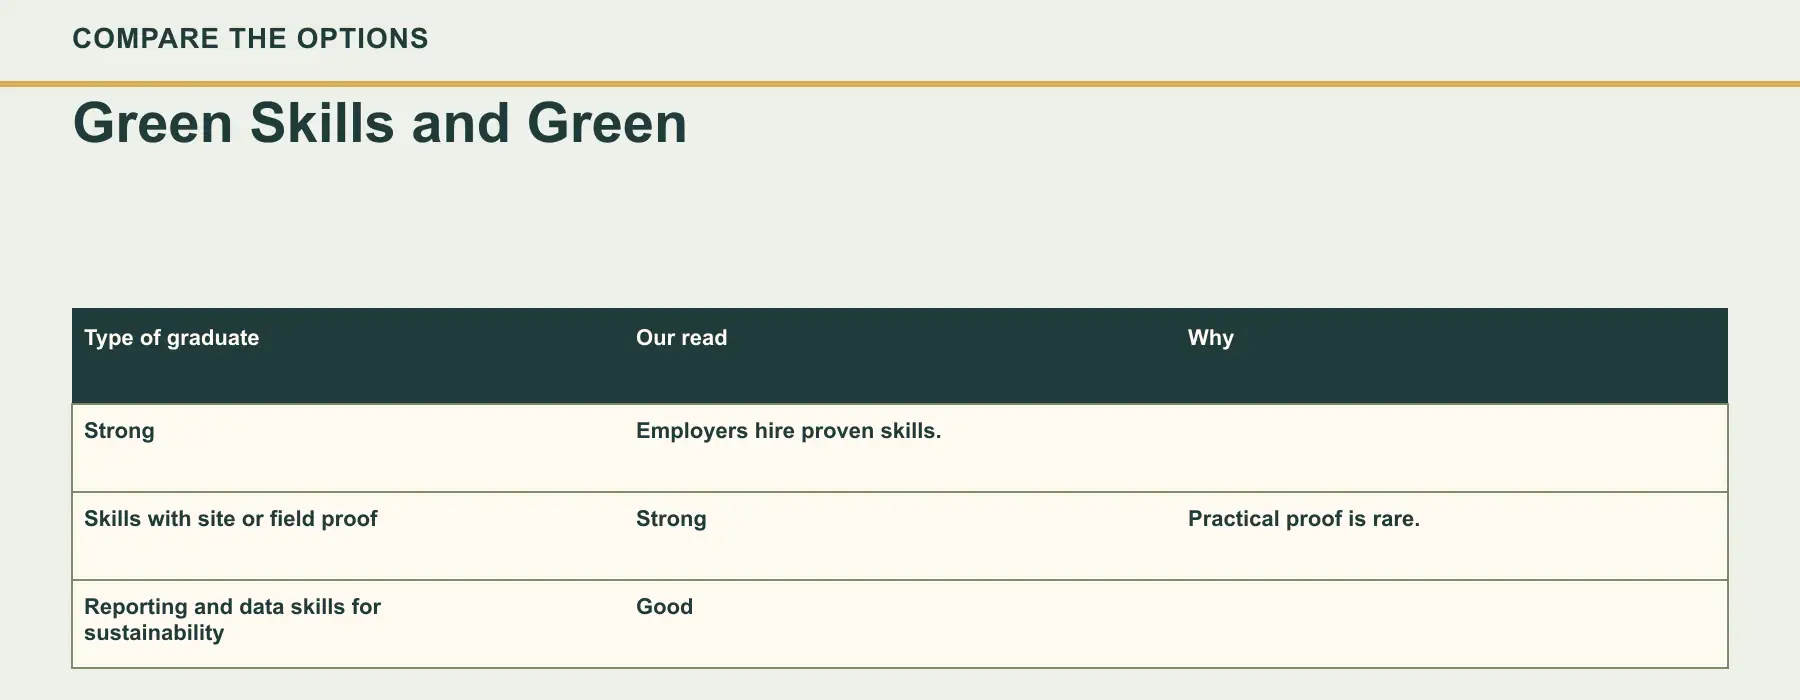 COMPARE THE OPTIONS
Green Skills and Green
Type of graduate Our read Why
Strong Employers hire proven skills.
Skills with site or field proof Strong Practical proof is rare.
Reporting and data skills for Good
sustainability